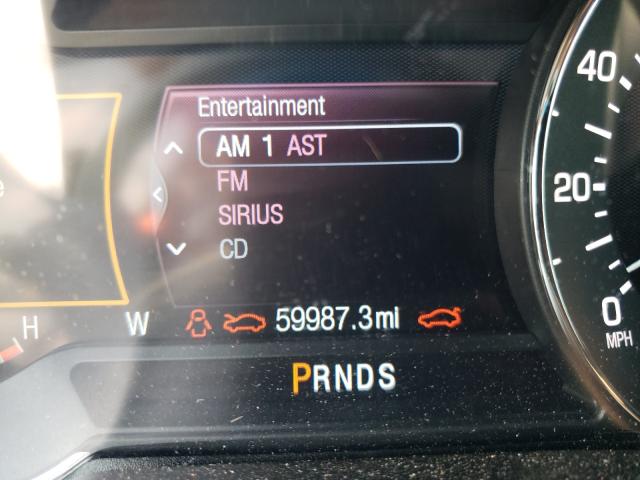 Entertainment
AM 1 AST
FM
SIRIUS
CD
H
W
59987.3mi
PRNDS
40
20
0
MPH